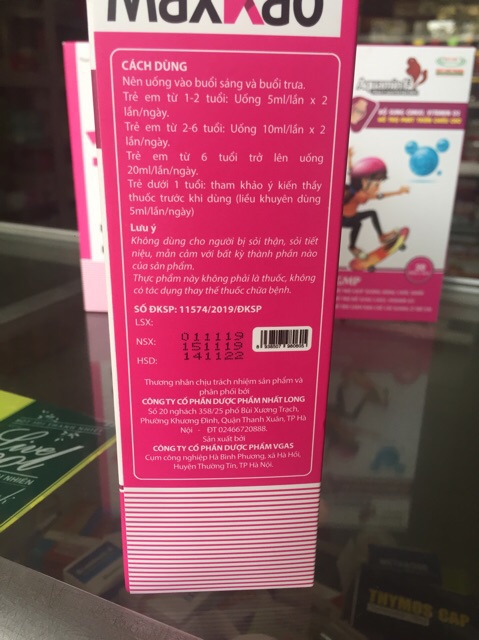 MaxKao
CÁCH DÙNG
Nên uống vào buổi sáng và buổi trưa.
Trẻ em từ 1-2 tuổi: Uống 5ml/lần x 2
lần/ngày.
Trẻ em từ 2-6 tuổi: Uống 10ml/lần x 2
lần/ngày.
Trẻ em từ 6 tuổi trở lên uống
20ml/lần/ngày.
Trẻ dưới 1 tuổi: tham khảo ý kiến thầy
thuốc trước khi dùng (liều khuyên dùng
5ml/lần/ngày)
Lưu ý
Không dùng cho người bị sỏi thận, sỏi tiết
niệu, mẫn cảm với bất kỳ thành phần nào
của sản phẩm.
Thực phẩm này không phải là thuốc, không
có tác dụng thay thế thuốc chữa bệnh.
SỐ ĐKSP: 11574/2019/ĐKSP
LSX: 011119
NSX: 151119
HSD: 141122
Thương nhân chịu trách nhiệm sản phẩm và
phân phối bởi
CÔNG TY CỔ PHẦN DƯỢC PHẨM NHẤT LONG
Số 20 nghách 358/25 phố Bùi Xương Trạch,
Phường Khương Đình, Quận Thanh Xuân, TP Hà
Nội - ĐT 02466720888.
Sản xuất bởi
CÔNG TY CỔ PHẦN DƯỢC PHẨM VGAS
Cụm công nghiệp Hà Bình Phương, xã Hà Hồi,
Huyện Thường Tín, TP Hà Nội.
BỔ SUNG CANXI, VITAMIN D3
GMP
THYMOS CAP